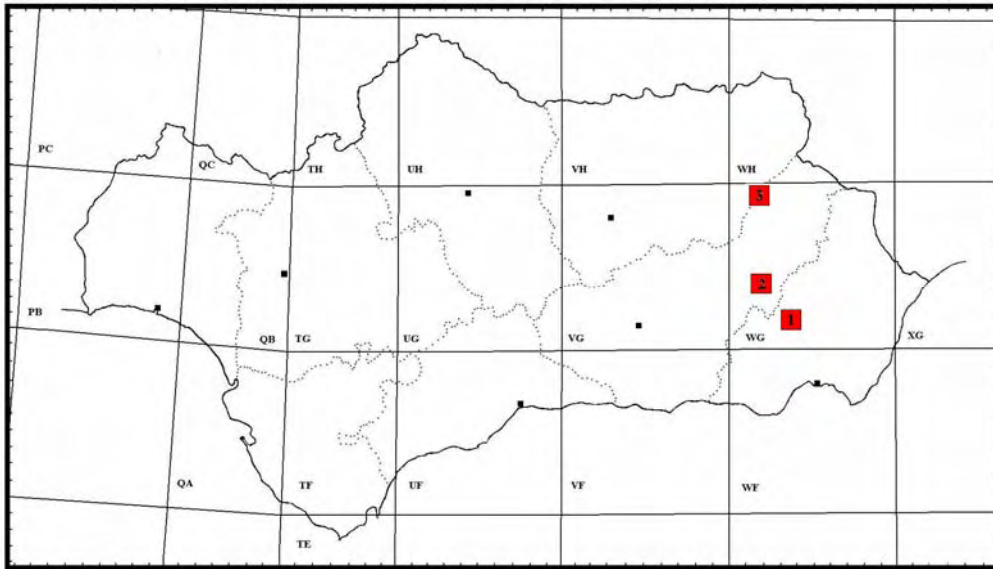 PC
QC
TH
UH
VH
WH
3
2
1
PB
QB
TG
UG
VG
WG
XG
QA
TF
UF
VF
WF
TE